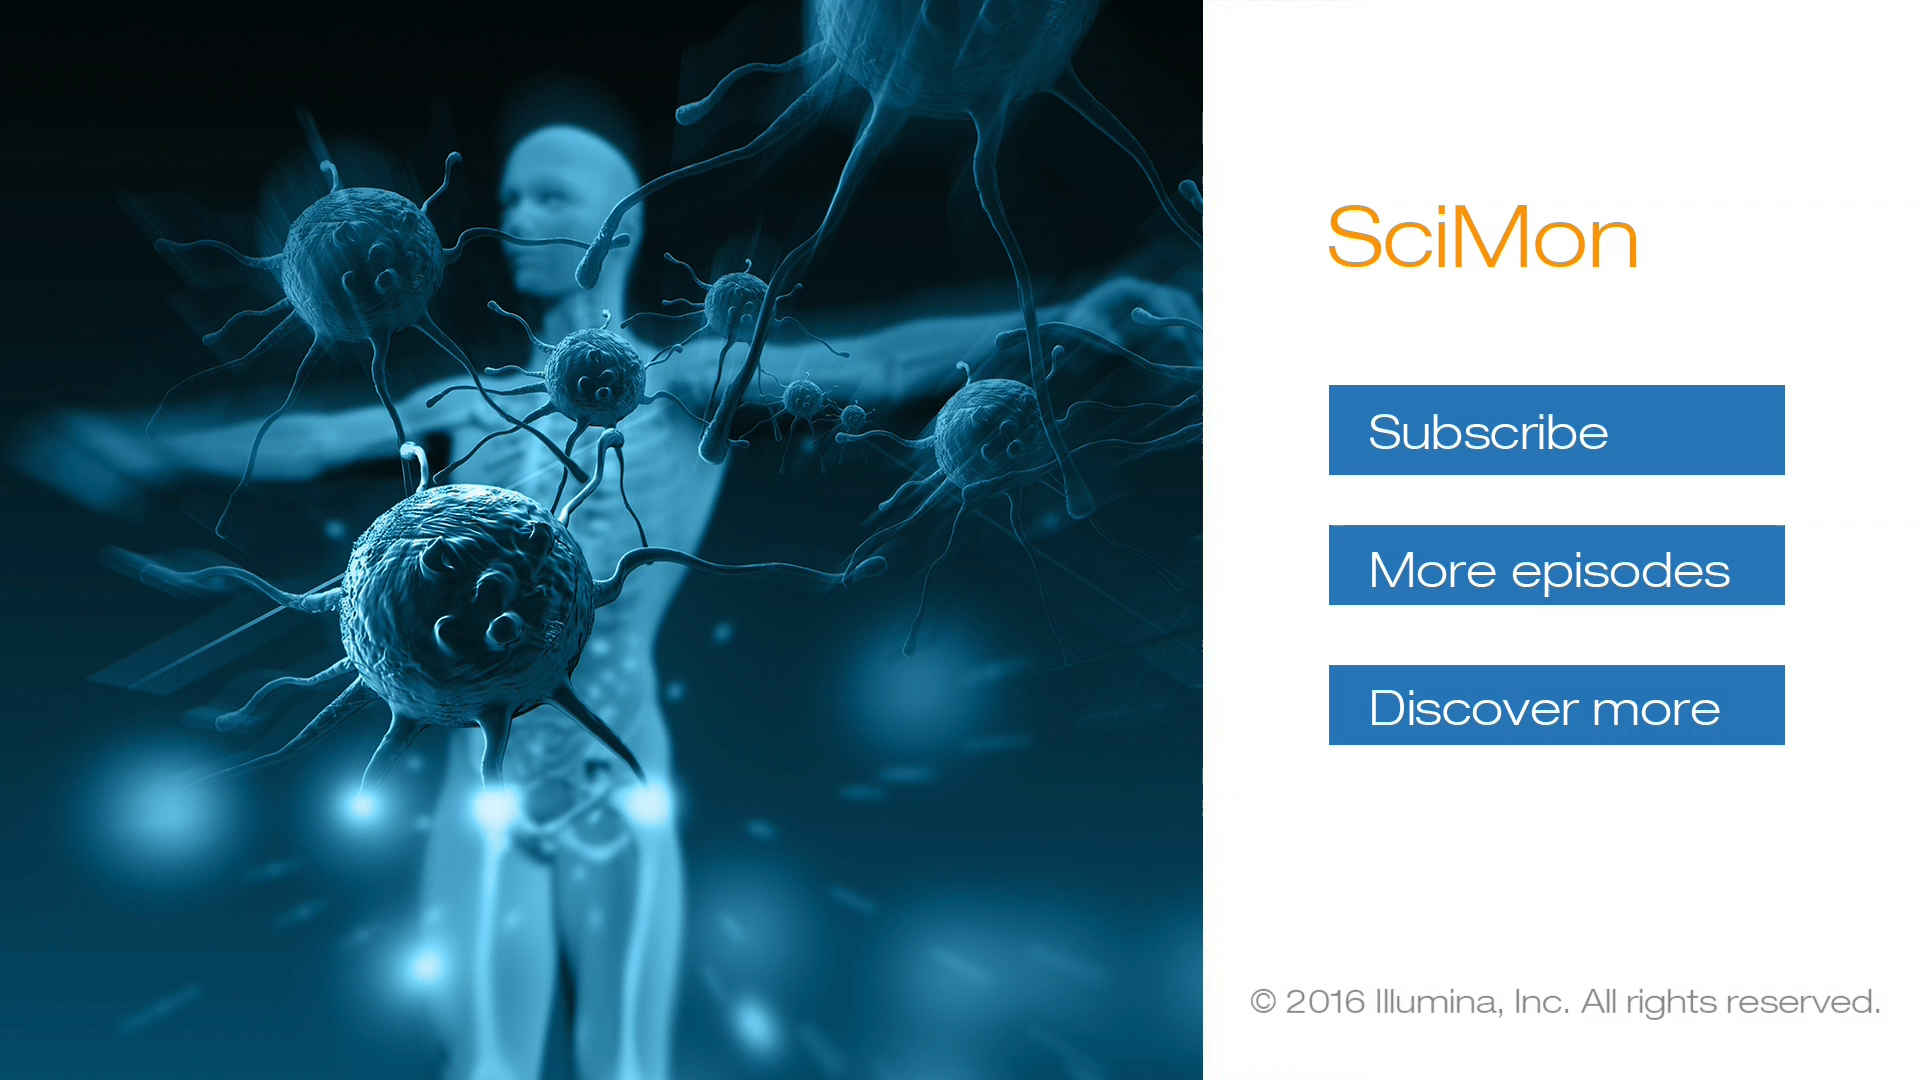 SciMon
Subscribe
More episodes
Discover more
© 2016 Illumina, Inc. All rights reserved.